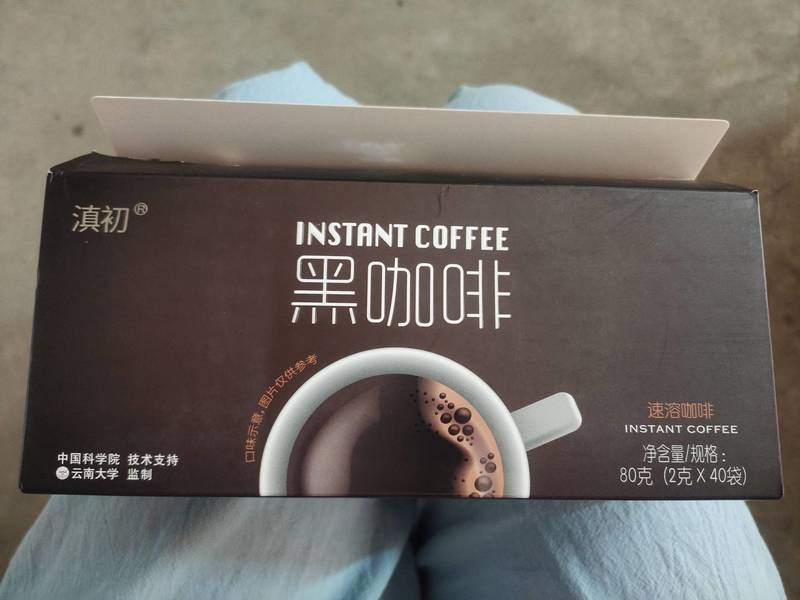 滇初®
INSTANT COFFEE
黑咖啡
口味示意,图片仅供参考
速溶咖啡
INSTANT COFFEE
净含量/规格:
80克 (2克 X 40袋)
中国科学院 技术支持
云南大学 监制